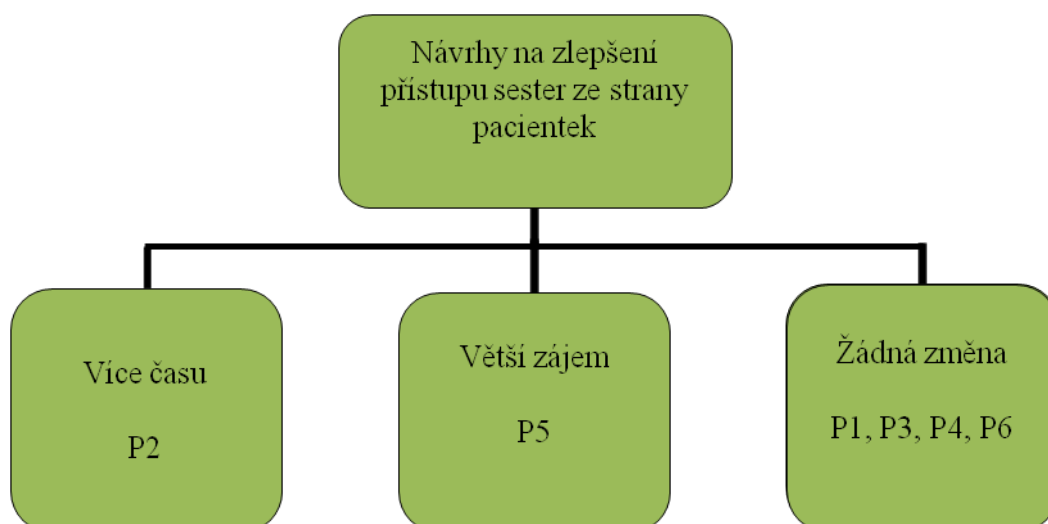 Návrhy na zlepšení
přístupu sester ze strany
pacientek
Více času
P2
Větší zájem
P5
Žádná změna
P1, P3, P4, P6